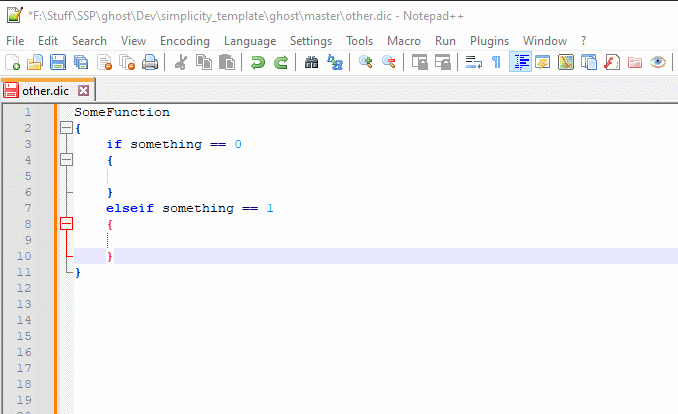 *F:\Stuff\SSP\ghost\Dev\simplicity_template\ghost\master\other.dic - Notepad++
File Edit Search View Encoding Language Settings Tools Macro Run Plugins Window ?
other.dic
1 SomeFunction
2 {
3 if something == 0
4 {
5
6 }
7 elseif something == 1
8 {
9
10 }
11 }
12
13
14
15
16
17
18
19